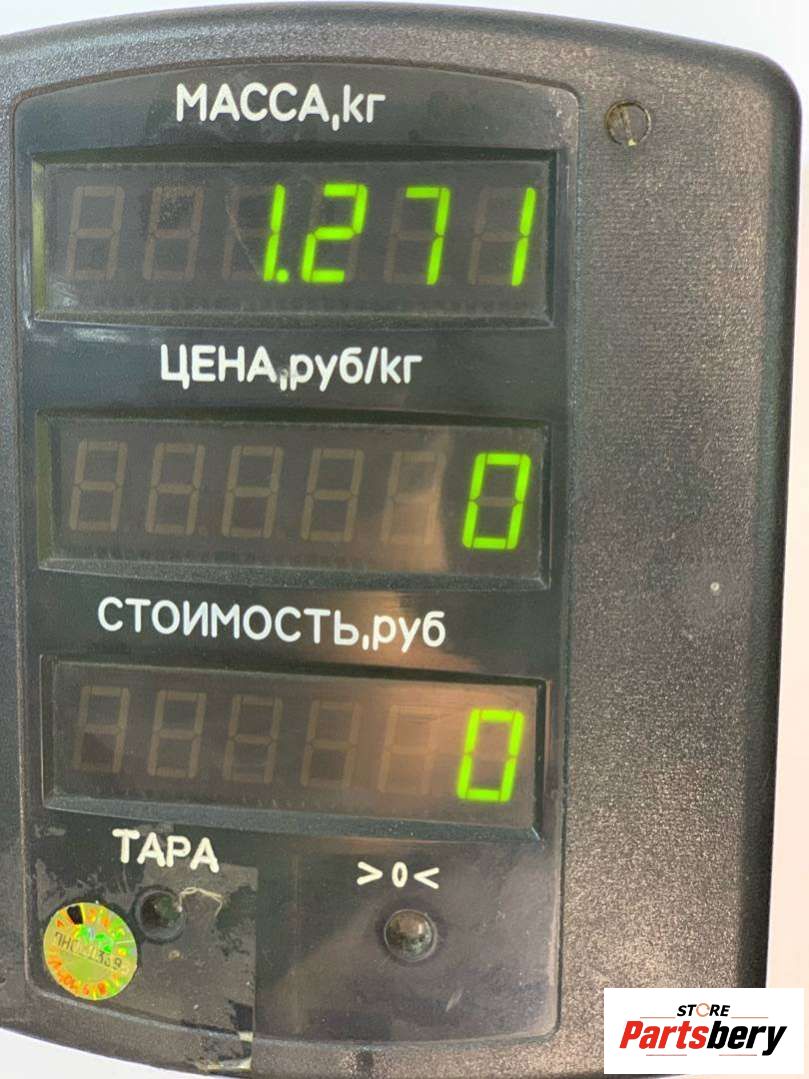 МАССА,кг
1.271
ЦЕНА,руб/кг
0
СТОИМОСТЬ,руб
0
ТАРА
>0<
STORE
Partsbery